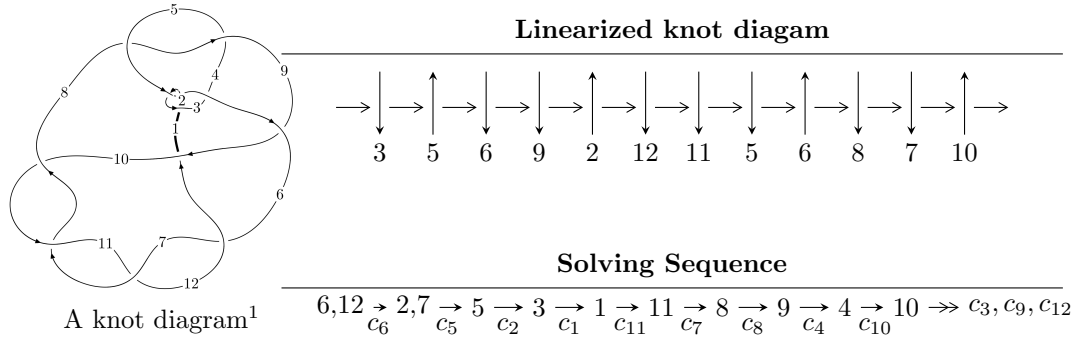 5
4
9
8
2
3
1
10
6
11
7
12
A knot diagram¹
Linearized knot diagam
3 5 6 9 2 12 11 5 6 8 7 10
Solving Sequence
6,12 → 2,7 → 5 → 3 → 1 → 11 → 8 → 9 → 4 → 10 ↠ c₃, c₉, c₁₂
c₆ c₅ c₂ c₁ c₁₁ c₇ c₈ c₄ c₁₀